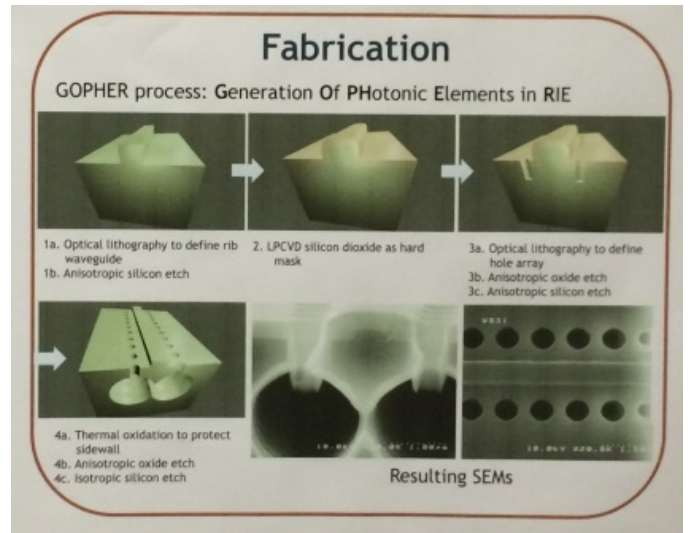 Fabrication
GOPHER process: Generation Of PHotonic Elements in RIE
1a. Optical lithography to define rib
waveguide
1b. Anisotropic silicon etch
2. LPCVD silicon dioxide as hard
mask
3a. Optical lithography to define
hole array
3b. Anisotropic oxide etch
3c. Anisotropic silicon etch
4a. Thermal oxidation to protect
sidewall
4b. Anisotropic oxide etch
4c. Isotropic silicon etch
Resulting SEMs